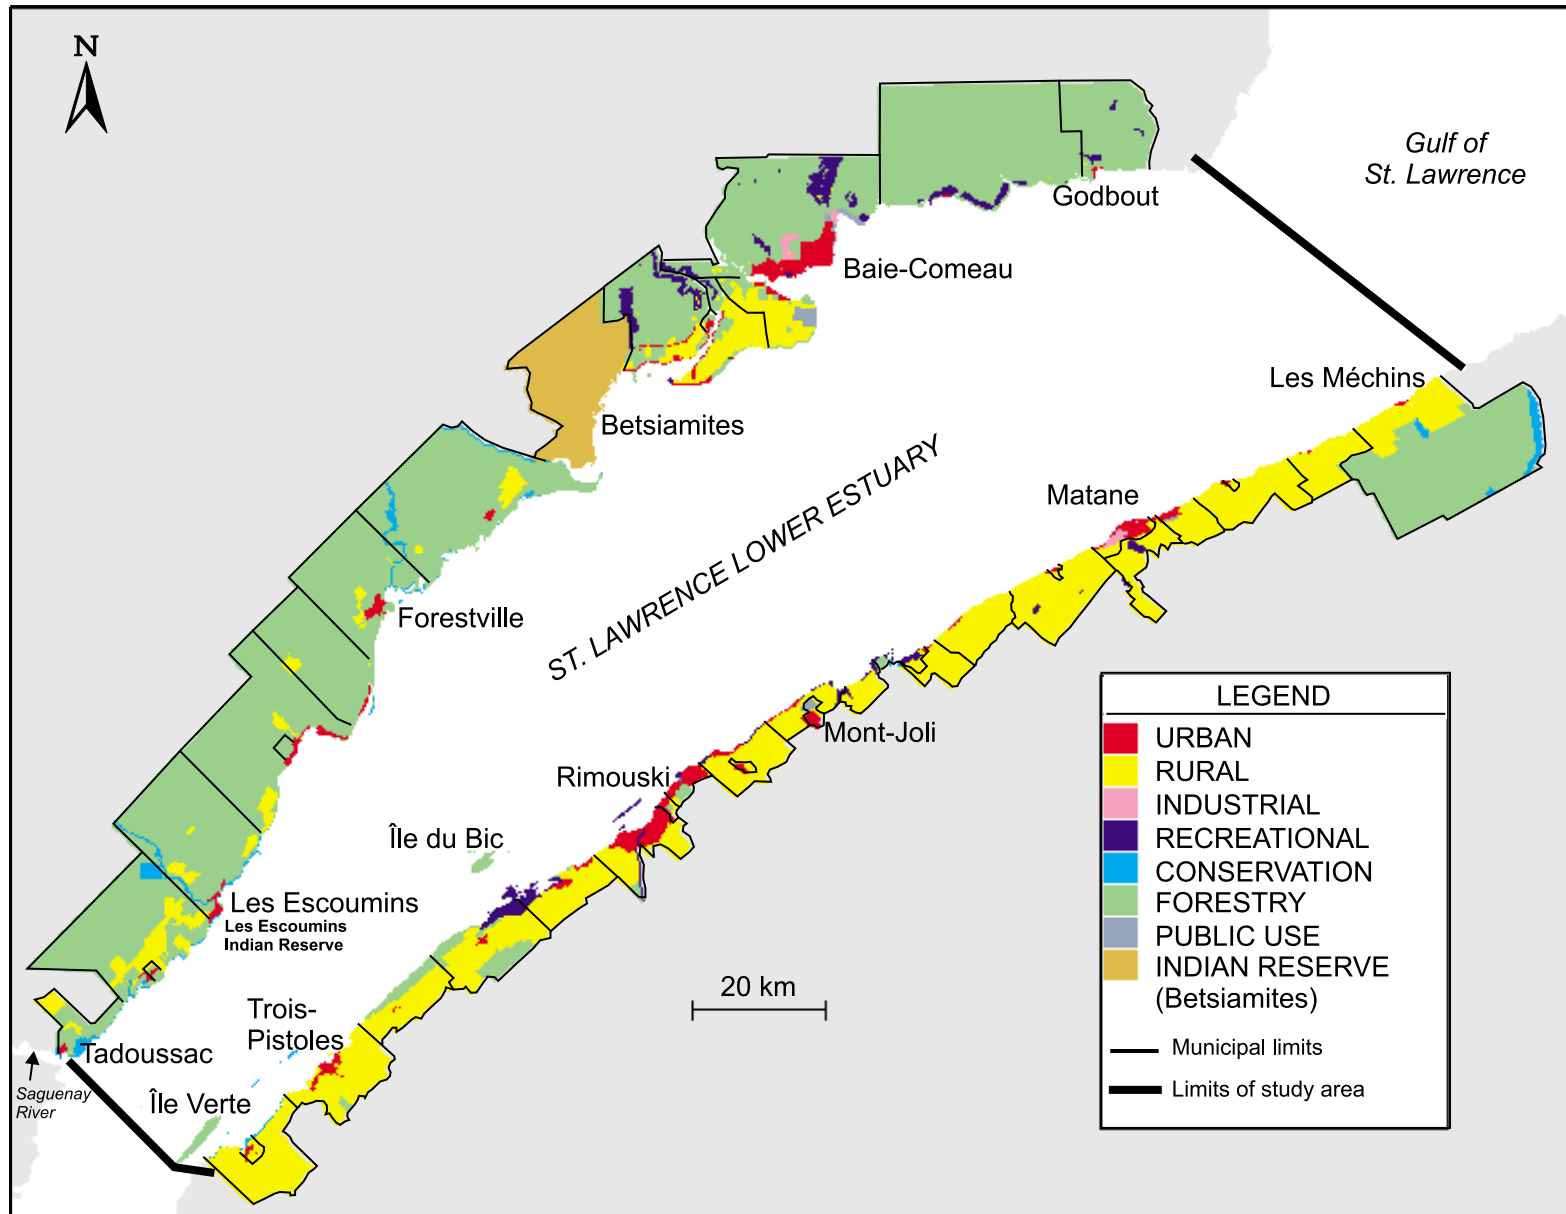 N
Gulf of
St. Lawrence
Godbout
Baie-Comeau
Les Méchins
Betsiamites
Matane
ST. LAWRENCE LOWER ESTUARY
Forestville
Mont-Joli
Rimouski
Île du Bic
Les Escoumins
Les Escoumins
Indian Reserve
20 km
Trois-
Pistoles
Tadoussac
Saguenay
River
Île Verte
LEGEND
URBAN
RURAL
INDUSTRIAL
RECREATIONAL
CONSERVATION
FORESTRY
PUBLIC USE
INDIAN RESERVE
(Betsiamites)
Municipal limits
Limits of study area